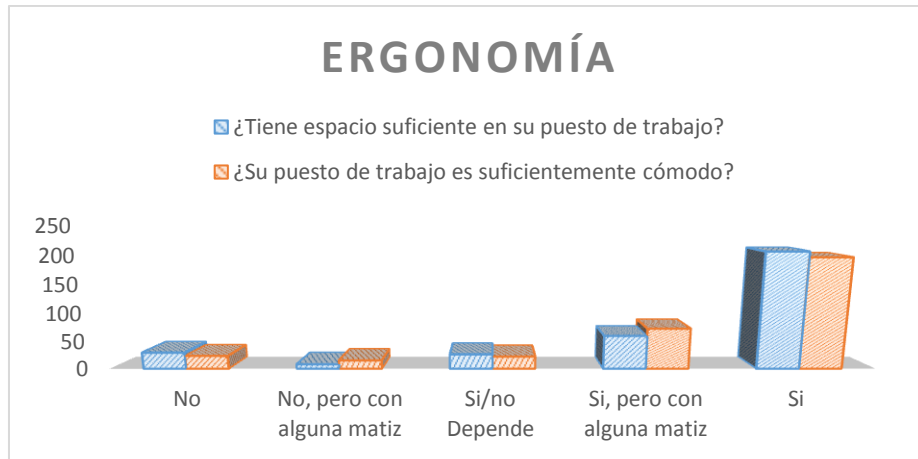 ERGONOMÍA
¿Tiene espacio suficiente en su puesto de trabajo?
¿Su puesto de trabajo es suficientemente cómodo?
250
200
150
100
50
0
No
No, pero con
alguna matiz
Si/no
Depende
Si, pero con
alguna matiz
Si